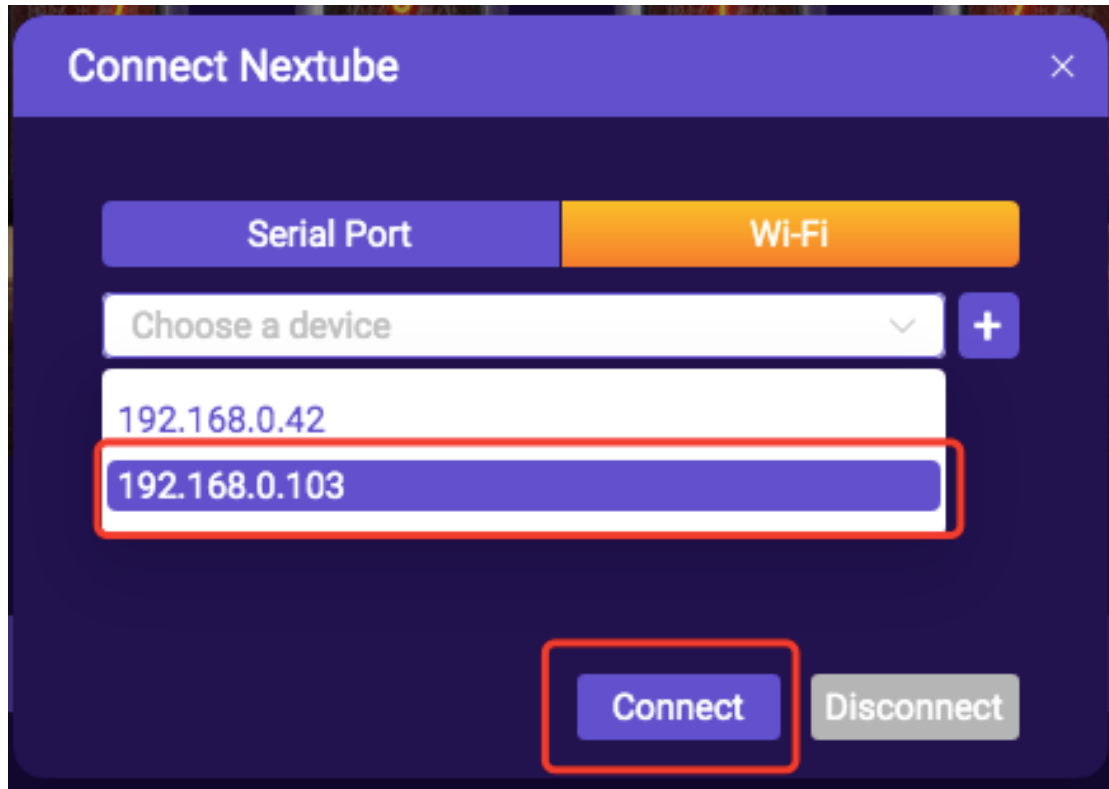 Connect Nextube
Serial Port Wi-Fi
Choose a device
192.168.0.42
192.168.0.103
Connect Disconnect